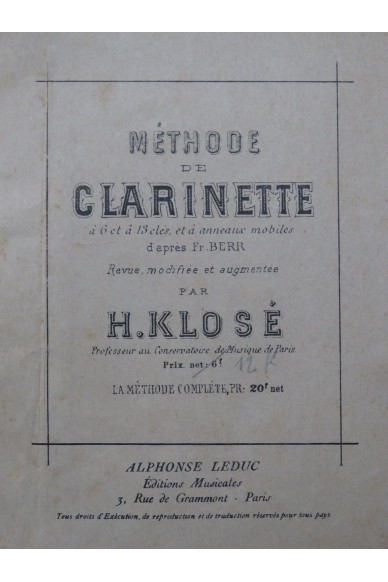 MÉTHODE
DE
CLARINETTE
à 6 et à 13 clés, et à anneaux mobiles
d'après Fr. BERR
Revue, modifiée et augmentée
PAR
H. KLOSÉ
Professeur au Conservatoire de Musique de Paris.
Prix net: 6f 12 f
LA MÉTHODE COMPLÈTE, PR: 20f net
ALPHONSE LEDUC
Éditions Musicales
3, Rue de Grammont - Paris
Tous droits d'Exécution, de reproduction et de traduction réservés pour tous pays